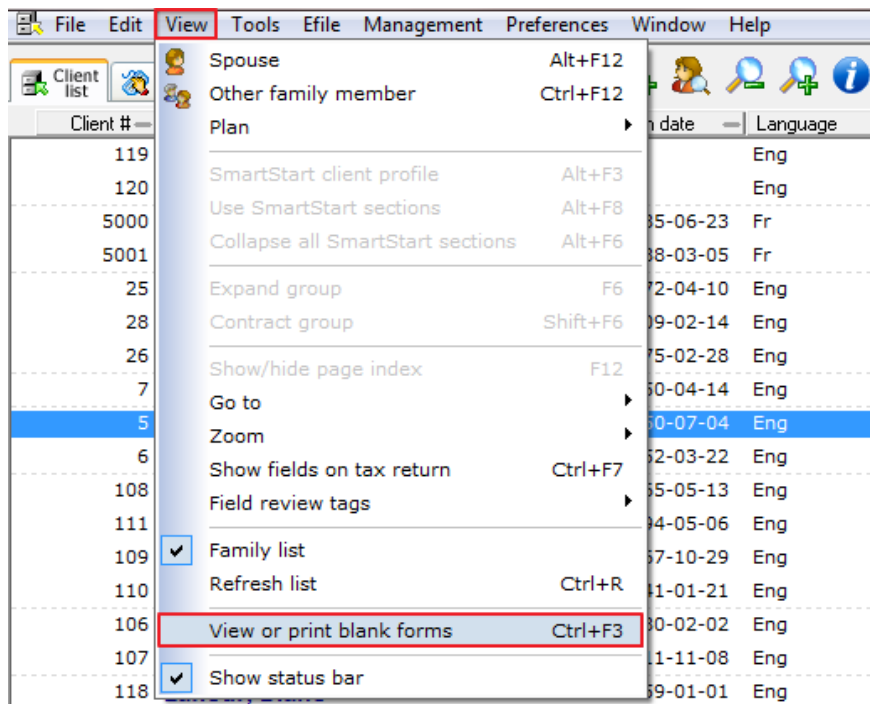 File Edit View Tools Efile Management Preferences Window Help
Client list
Client # n date Language
Spouse Alt+F12
Other family member Ctrl+F12
Plan
119 Eng
SmartStart client profile Alt+F3
120 Eng
Use SmartStart sections Alt+F8
5000 35-06-23 Fr
Collapse all SmartStart sections Alt+F6
5001 38-03-05 Fr
Expand group F6
25 72-04-10 Eng
Contract group Shift+F6
28 09-02-14 Eng
26 75-02-28 Eng
Show/hide page index F12
7 50-04-14 Eng
Go to
5 50-07-04 Eng
Zoom
6 52-03-22 Eng
Show fields on tax return Ctrl+F7
108 55-05-13 Eng
Field review tags
111 94-05-06 Eng
Family list
109 57-10-29 Eng
Refresh list Ctrl+R
110 41-01-21 Eng
106 30-02-02 Eng
View or print blank forms Ctrl+F3
107 11-11-08 Eng
Show status bar
118 59-01-01 Eng